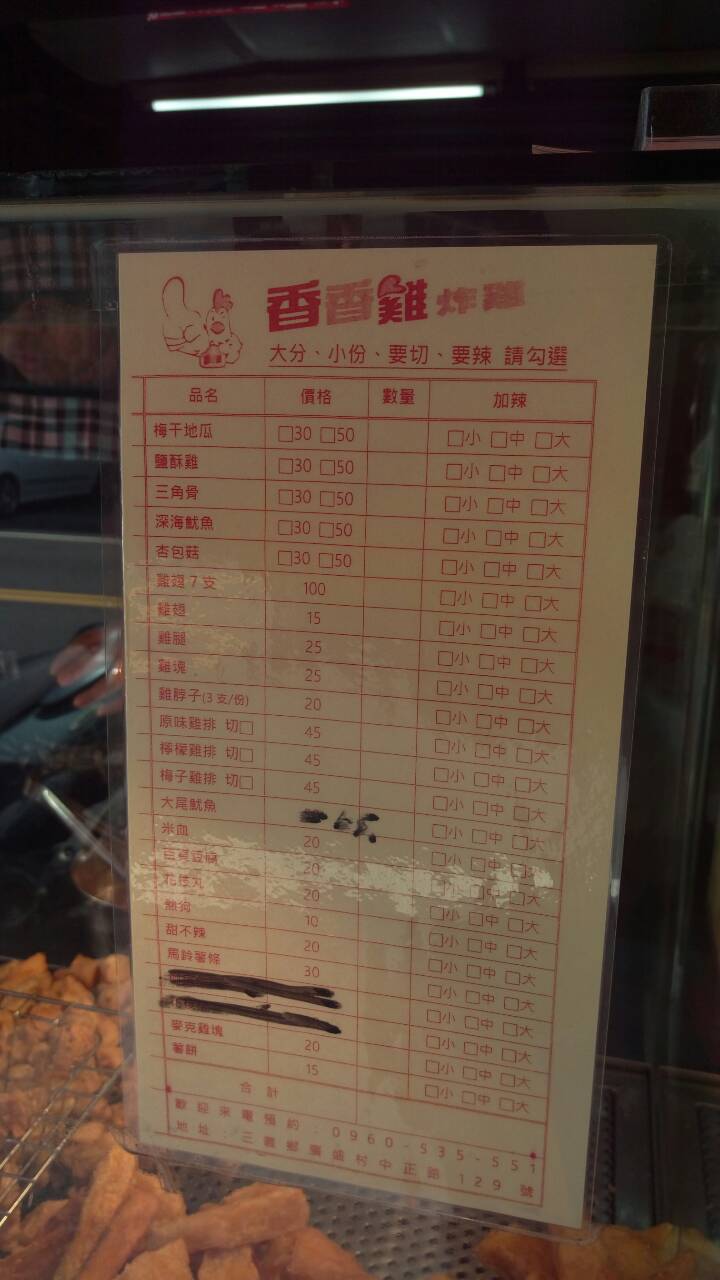 香香雞 炸雞
大分、小份、要切、要辣 請勾選
品名 價格 數量 加辣
梅干地瓜 □30 □50 □小 □中 □大
鹽酥雞 □30 □50 □小 □中 □大
三角骨 □30 □50 □小 □中 □大
深海魷魚 □30 □50 □小 □中 □大
杏包菇 □30 □50 □小 □中 □大
雞翅7支 100 □小 □中 □大
雞翅 15 □小 □中 □大
雞腿 25 □小 □中 □大
雞塊 25 □小 □中 □大
雞脖子(3支/份) 20 □小 □中 □大
原味雞排 切□ 45 □小 □中 □大
檸檬雞排 切□ 45 □小 □中 □大
梅子雞排 切□ 45 □小 □中 □大
大尾魷魚 □小 □中 □大
米血 20 □小 □中 □大
百頁豆腐 20 □小 □中 □大
花枝丸 20 □小 □中 □大
熱狗 10 □小 □中 □大
甜不辣 20 □小 □中 □大
馬鈴薯條 30 □小 □中 □大
□小 □中 □大
□小 □中 □大
麥克雞塊 20 □小 □中 □大
薯餅 15 □小 □中 □大
合計
歡迎來電預約:0960-535-551
地址:三義鄉廣盛村中正路129號